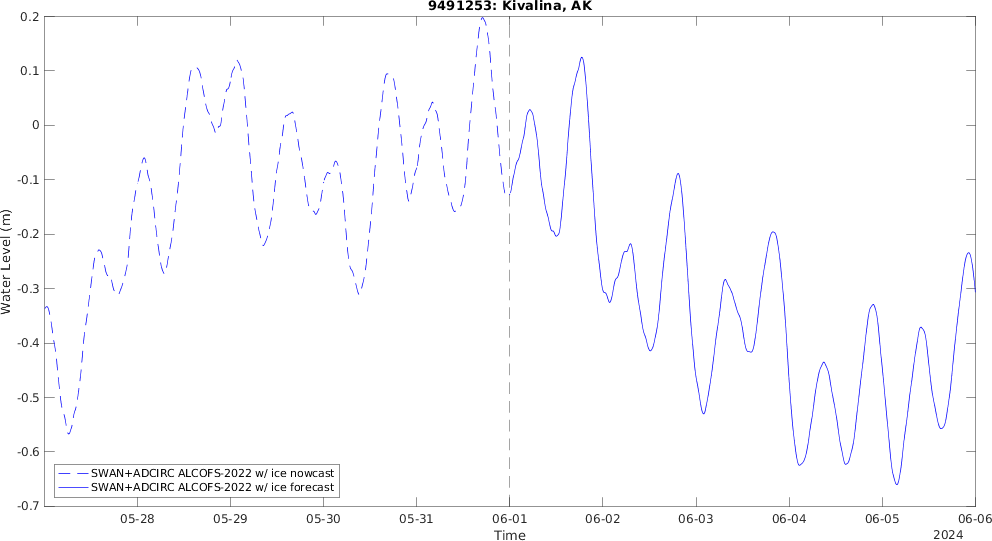 9491253: Kivalina, AK
0.2
0.1
0
-0.1
-0.2
-0.3
-0.4
-0.5
-0.6
-0.7
Water Level (m)
SWAN+ADCIRC ALCOFS-2022 w/ ice nowcast
SWAN+ADCIRC ALCOFS-2022 w/ ice forecast
05-28 05-29 05-30 05-31 06-01 06-02 06-03 06-04 06-05 06-06
Time
2024